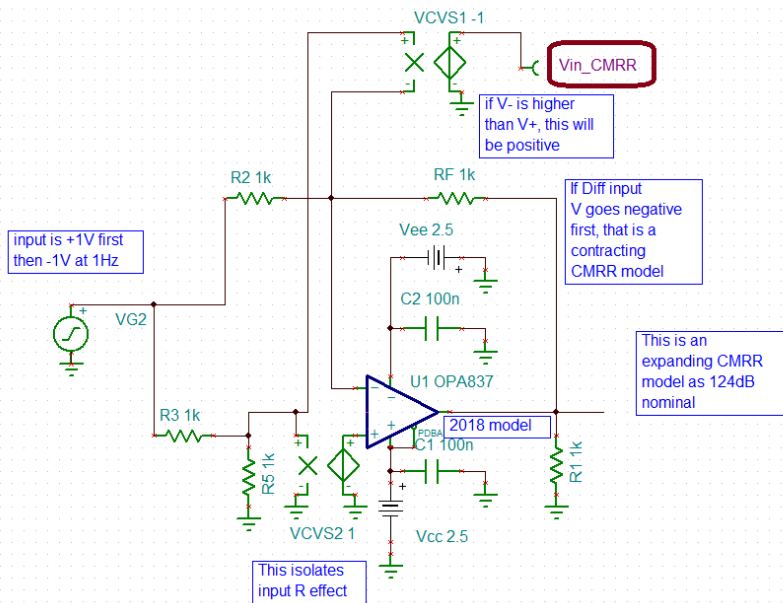 VCVS1 -1
+
+
-
-
Vin_CMRR
if V- is higher
than V+, this will
be positive
R2 1k
RF 1k
If Diff input
V goes negative
first, that is a
contracting
CMRR model
input is +1V first
then -1V at 1Hz
Vee 2.5
+
C2 100n
+
VG2
This is an
expanding CMRR
model as 124dB
nominal
U1 OPA837
-
-
+
+
PDBA
2018 model
R3 1k
R5 1k
+
+
-
-
C1 100n
R1 1k
+
VCVS2 1
Vcc 2.5
This isolates
input R effect